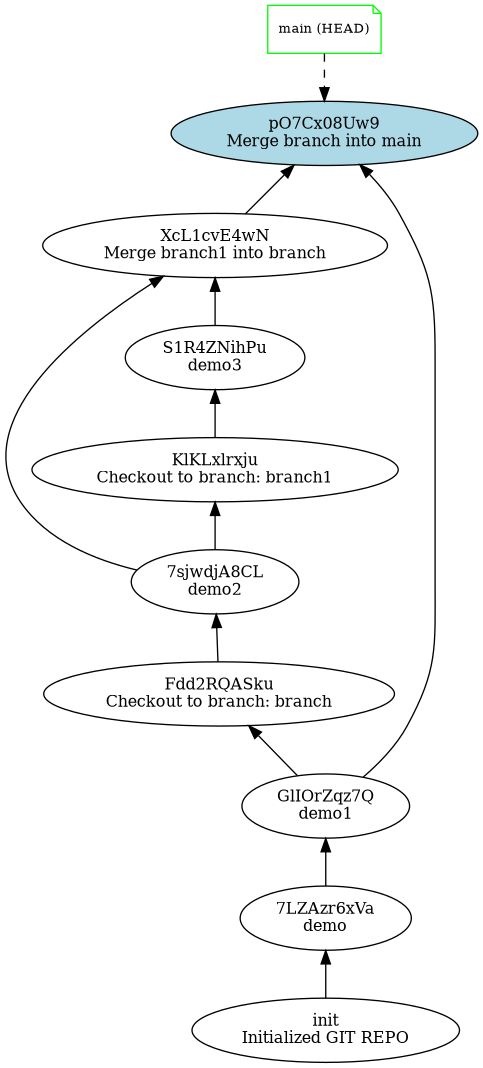 main (HEAD)
pO7Cx08Uw9
Merge branch into main
XcL1cvE4wN
Merge branch1 into branch
S1R4ZNihPu
demo3
KlKLxlrxju
Checkout to branch: branch1
7sjwdjA8CL
demo2
Fdd2RQASku
Checkout to branch: branch
GlIOrZqz7Q
demo1
7LZAzr6xVa
demo
init
Initialized GIT REPO